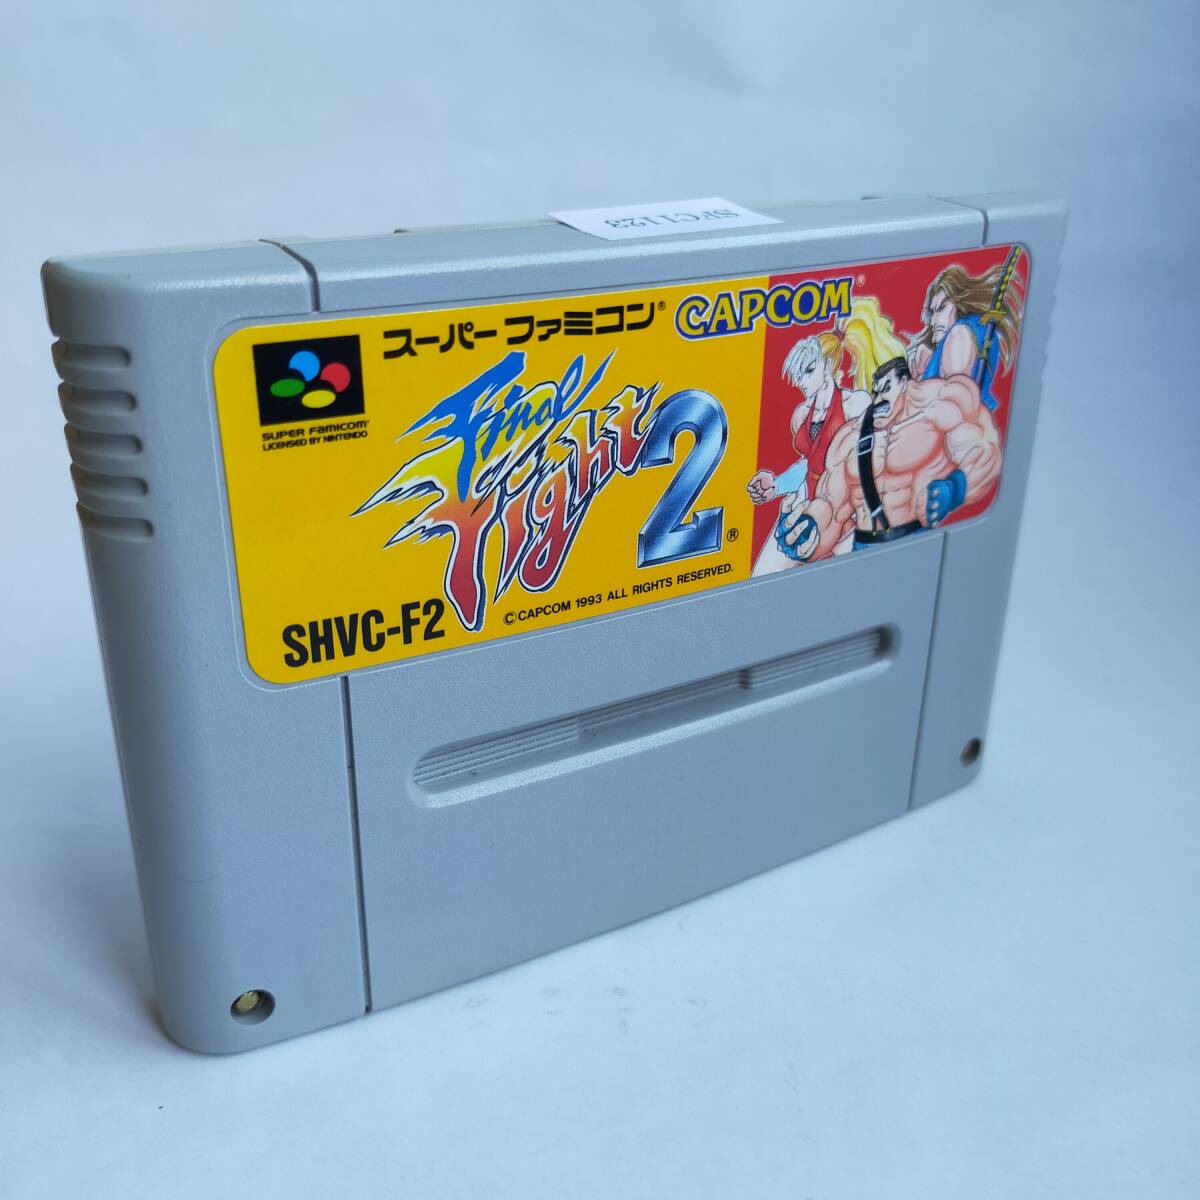 SFC1123
スーパーファミコン®
CAPCOM®
SUPER FAMICOM®
LICENSED BY NINTENDO
Final
Fight 2®
©CAPCOM 1993 ALL RIGHTS RESERVED.
SHVC-F2